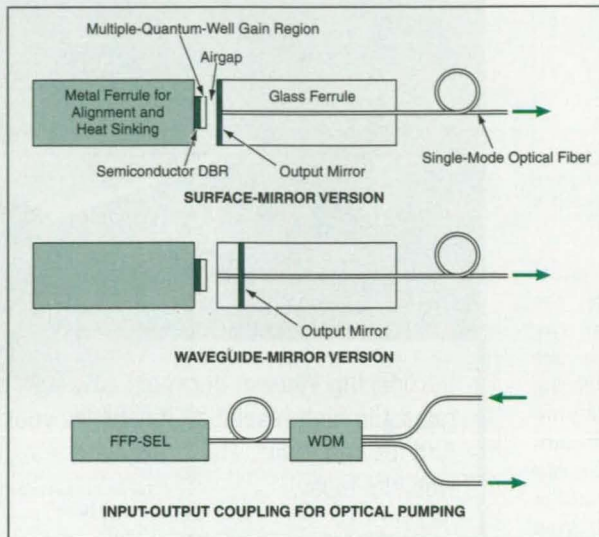 Multiple-Quantum-Well Gain Region
Airgap
Metal Ferrule for
Alignment and
Heat Sinking
Glass Ferrule
Single-Mode Optical Fiber
Semiconductor DBR
Output Mirror
SURFACE-MIRROR VERSION
Output Mirror
WAVEGUIDE-MIRROR VERSION
FFP-SEL
WDM
INPUT-OUTPUT COUPLING FOR OPTICAL PUMPING